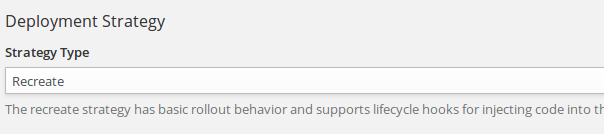 Deployment Strategy
Strategy Type
Recreate
The recreate strategy has basic rollout behavior and supports lifecycle hooks for injecting code into